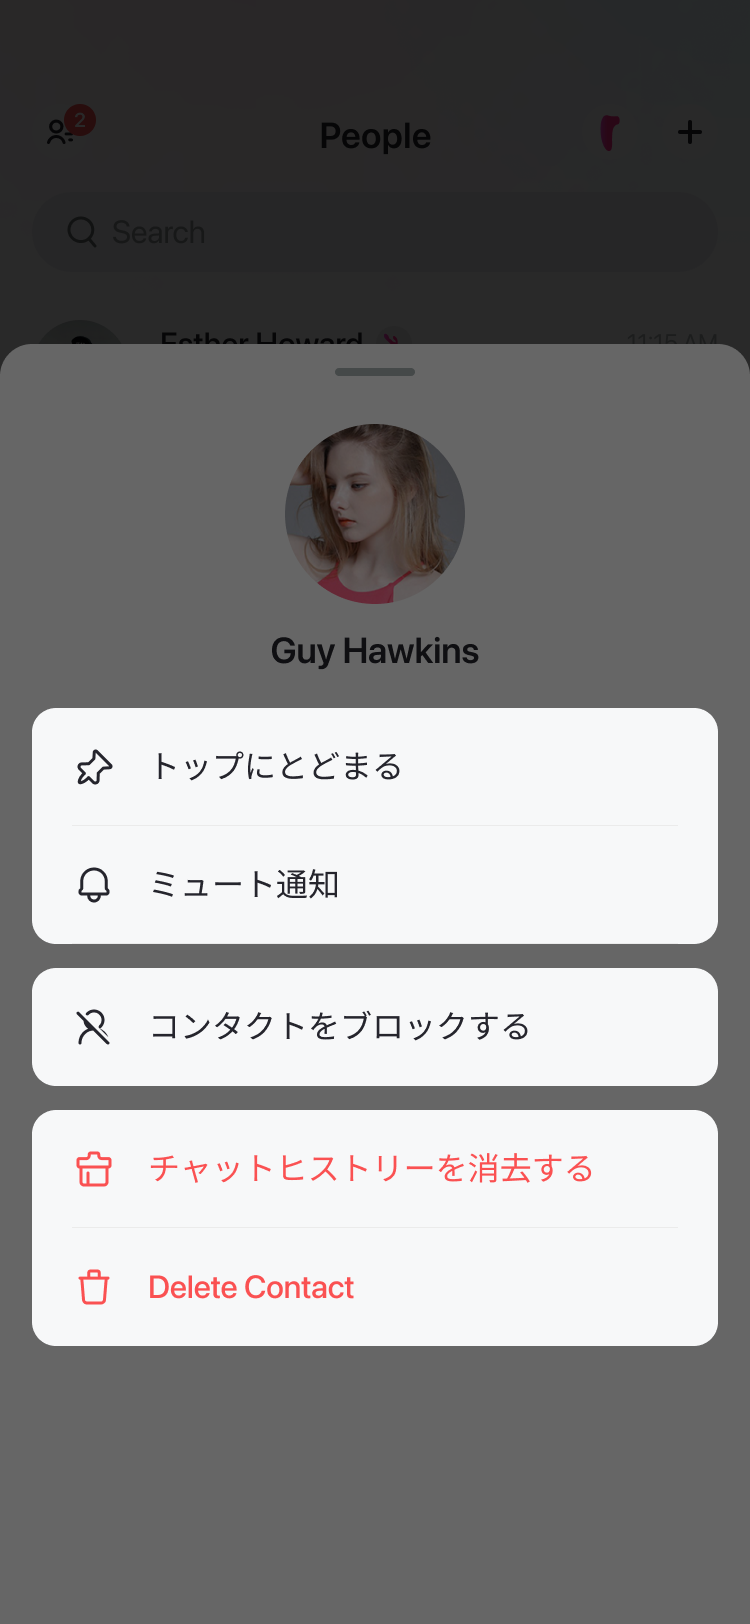 2
People
Search
Esther Howard
11:15 AM
Guy Hawkins
トップにとどまる
ミュート通知
コンタクトをブロックする
チャットヒストリーを消去する
Delete Contact